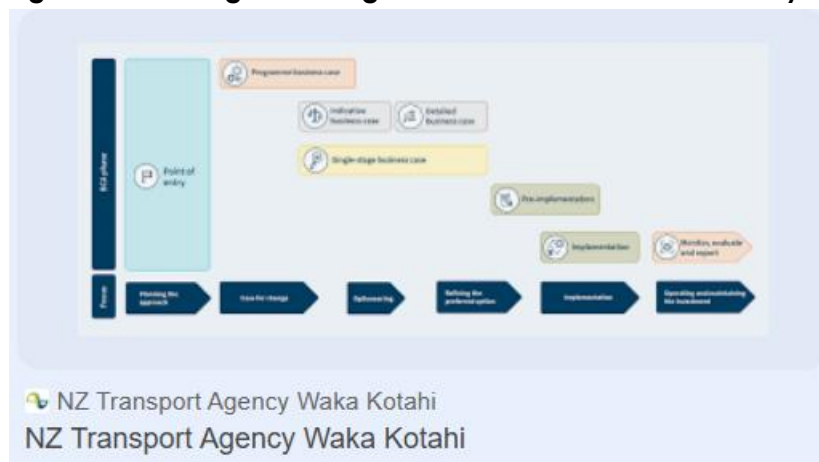 Programme business case
Indicative
business case
Detailed
business case
Point of
entry
Single-stage business case
BCA phase
Pre-implementation
Implementation
Monitor, evaluate
and report
Focus
Planning the
approach
Case for change
Optioneering
Refining the
preferred option
Implementation
Operating and maintaining
the investment
NZ Transport Agency Waka Kotahi
NZ Transport Agency Waka Kotahi